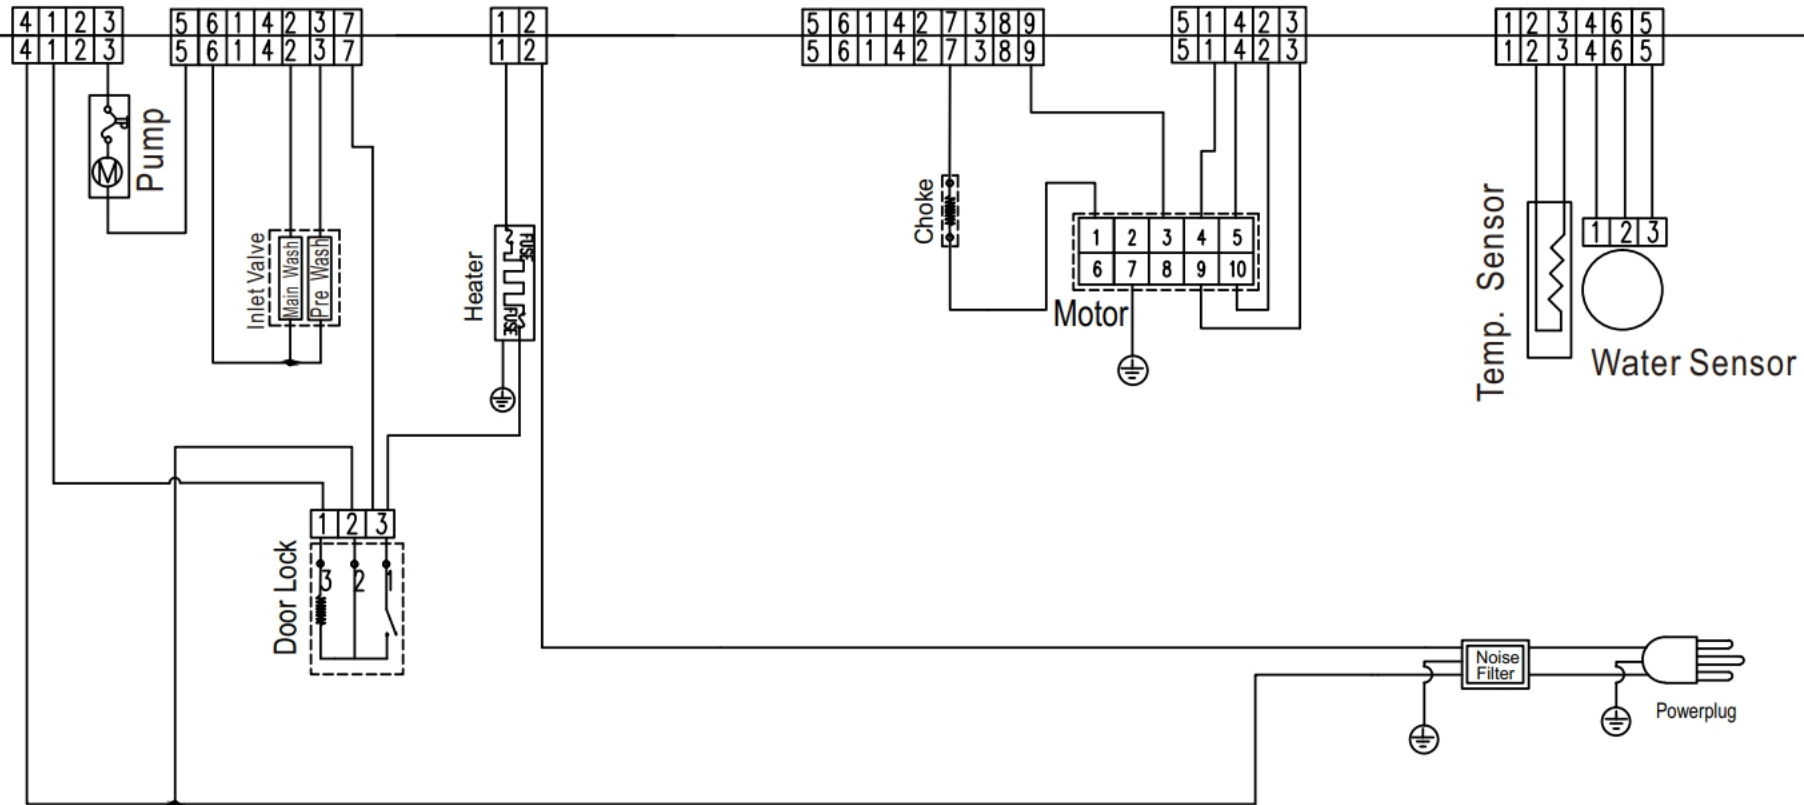 4 1 2 3
4 1 2 3
5 6 1 4 2 3 7
5 6 1 4 2 3 7
1 2
1 2
5 6 1 4 2 7 3 8 9
5 6 1 4 2 7 3 8 9
5 1 4 2 3
5 1 4 2 3
1 2 3 4 6 5
1 2 3 4 6 5
M
Pump
Inlet Valve
Main Wash
Pre Wash
Heater
FUSE
FUSE
Choke
1 2 3 4 5
6 7 8 9 10
Motor
Temp. Sensor
1 2 3
Water Sensor
1 2 3
Door Lock
3 2 1
Noise
Filter
Powerplug